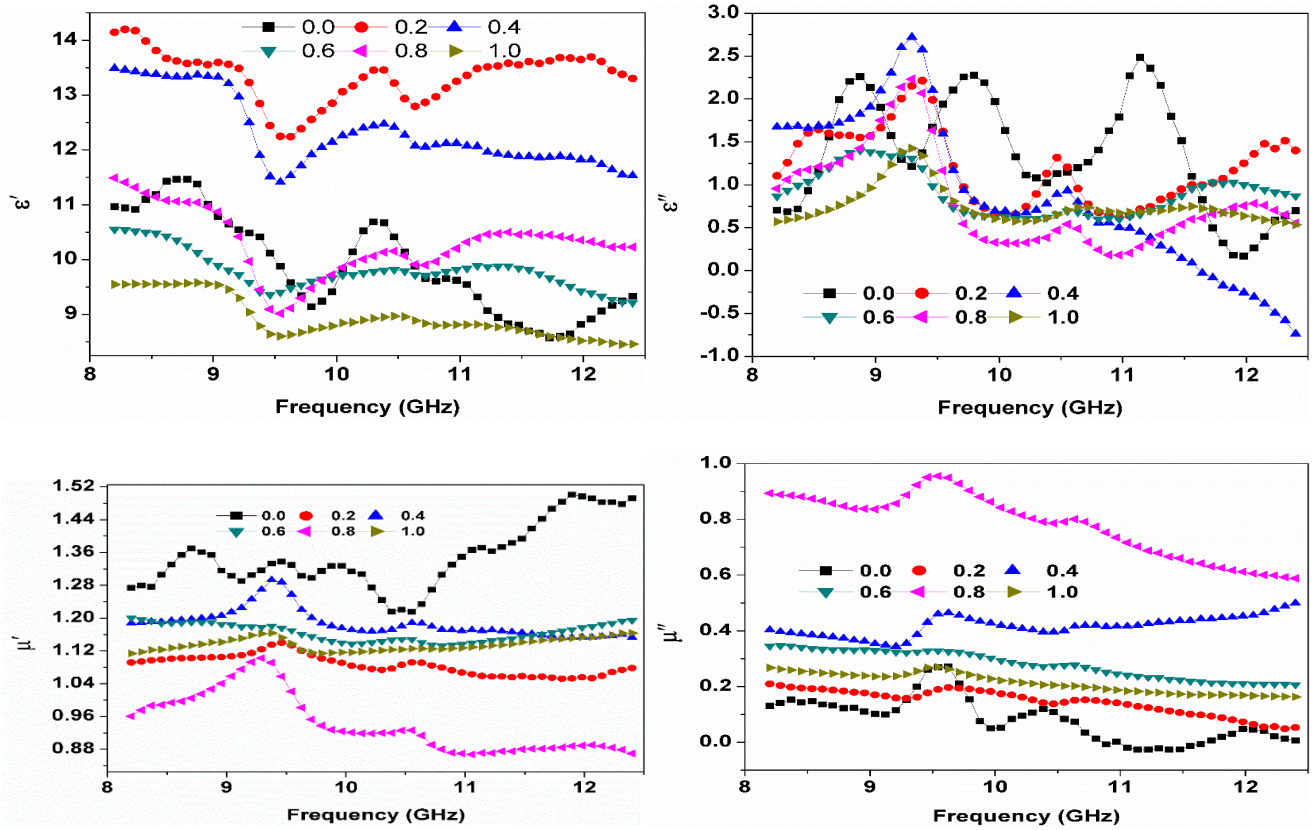 14
13
12
11
10
9
ε′
0.0 0.2 0.4
0.6 0.8 1.0
8 9 10 11 12
Frequency (GHz)
3.0
2.5
2.0
1.5
1.0
0.5
0.0
-0.5
-1.0
ε″
0.0 0.2 0.4
0.6 0.8 1.0
8 9 10 11 12
Frequency (GHz)
1.52
1.44
1.36
1.28
1.20
1.12
1.04
0.96
0.88
μ′
0.0 0.2 0.4
0.6 0.8 1.0
8 9 10 11 12
Frequency (GHz)
1.0
0.8
0.6
0.4
0.2
0.0
μ″
0.0 0.2 0.4
0.6 0.8 1.0
8 9 10 11 12
Frequency (GHz)